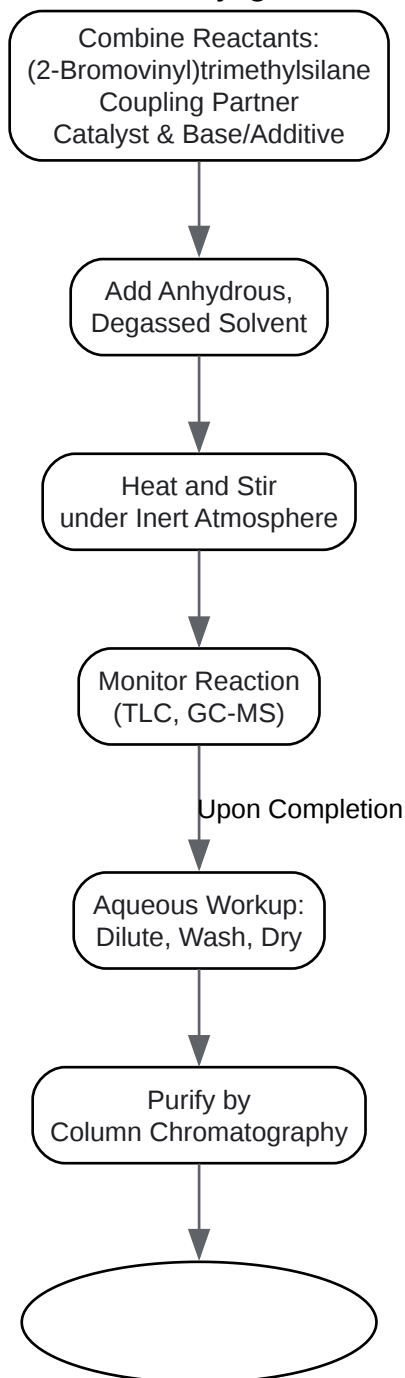 Combine Reactants:
(2-Bromovinyl)trimethylsilane
Coupling Partner
Catalyst & Base/Additive
Add Anhydrous,
Degassed Solvent
Heat and Stir
under Inert Atmosphere
Monitor Reaction
(TLC, GC-MS)
Upon Completion
Aqueous Workup:
Dilute, Wash, Dry
Purify by
Column Chromatography